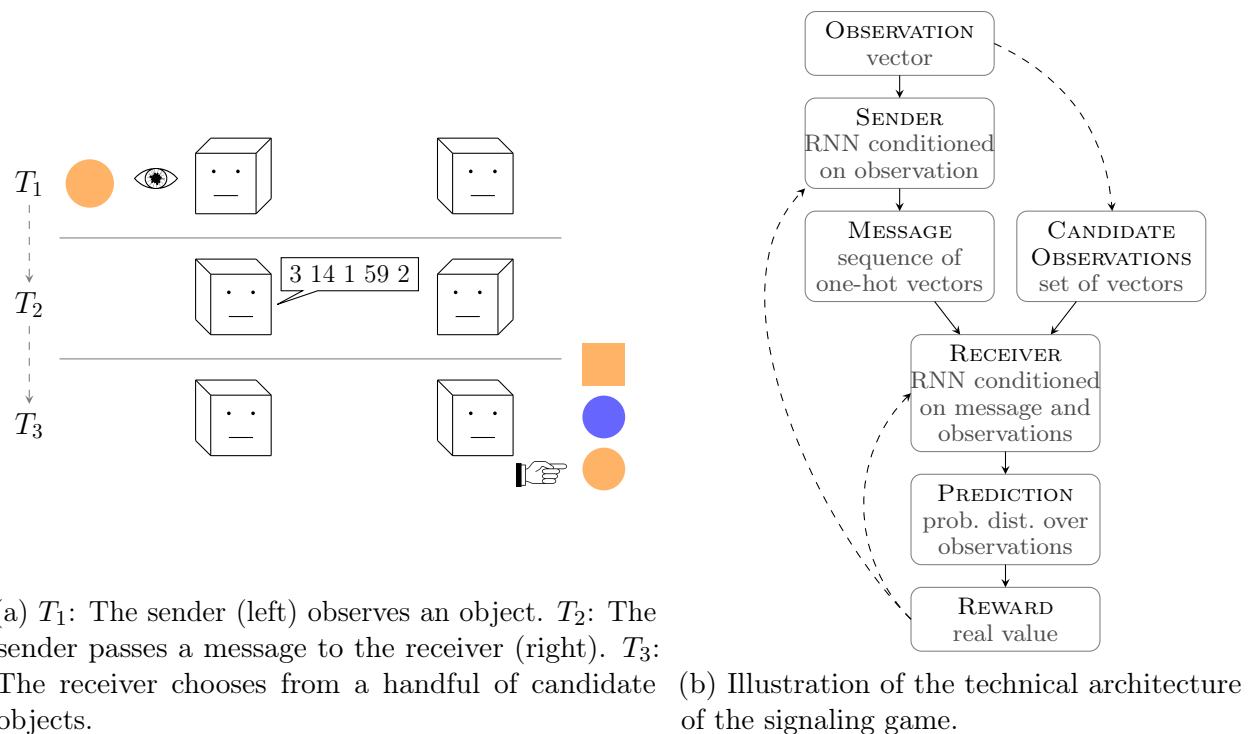 T₁
3 14 1 59 2
T₂
T₃
(a) T₁: The sender (left) observes an object. T₂: The
sender passes a message to the receiver (right). T₃:
The receiver chooses from a handful of candidate
objects.
OBSERVATION
vector
SENDER
RNN conditioned
on observation
MESSAGE
sequence of
one-hot vectors
CANDIDATE
OBSERVATIONS
set of vectors
RECEIVER
RNN conditioned
on message and
observations
PREDICTION
prob. dist. over
observations
REWARD
real value
(b) Illustration of the technical architecture
of the signaling game.